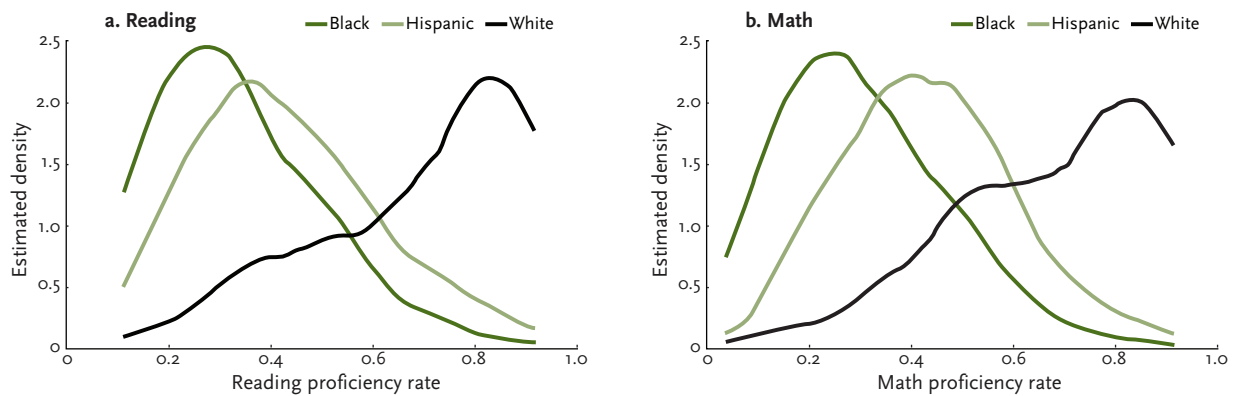 a. Reading
Black Hispanic White
2.5
2.0
1.5
1.0
0.5
0
Estimated density
0 0.2 0.4 0.6 0.8 1.0
Reading proficiency rate
b. Math
Black Hispanic White
2.5
2.0
1.5
1.0
0.5
0
Estimated density
0 0.2 0.4 0.6 0.8 1.0
Math proficiency rate